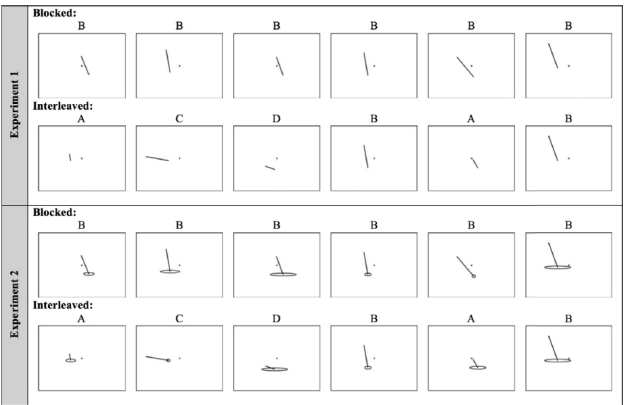 Experiment 1
Blocked:
B B B B B B
Interleaved:
A C D B A B
Experiment 2
Blocked:
B B B B B B
Interleaved:
A C D B A B